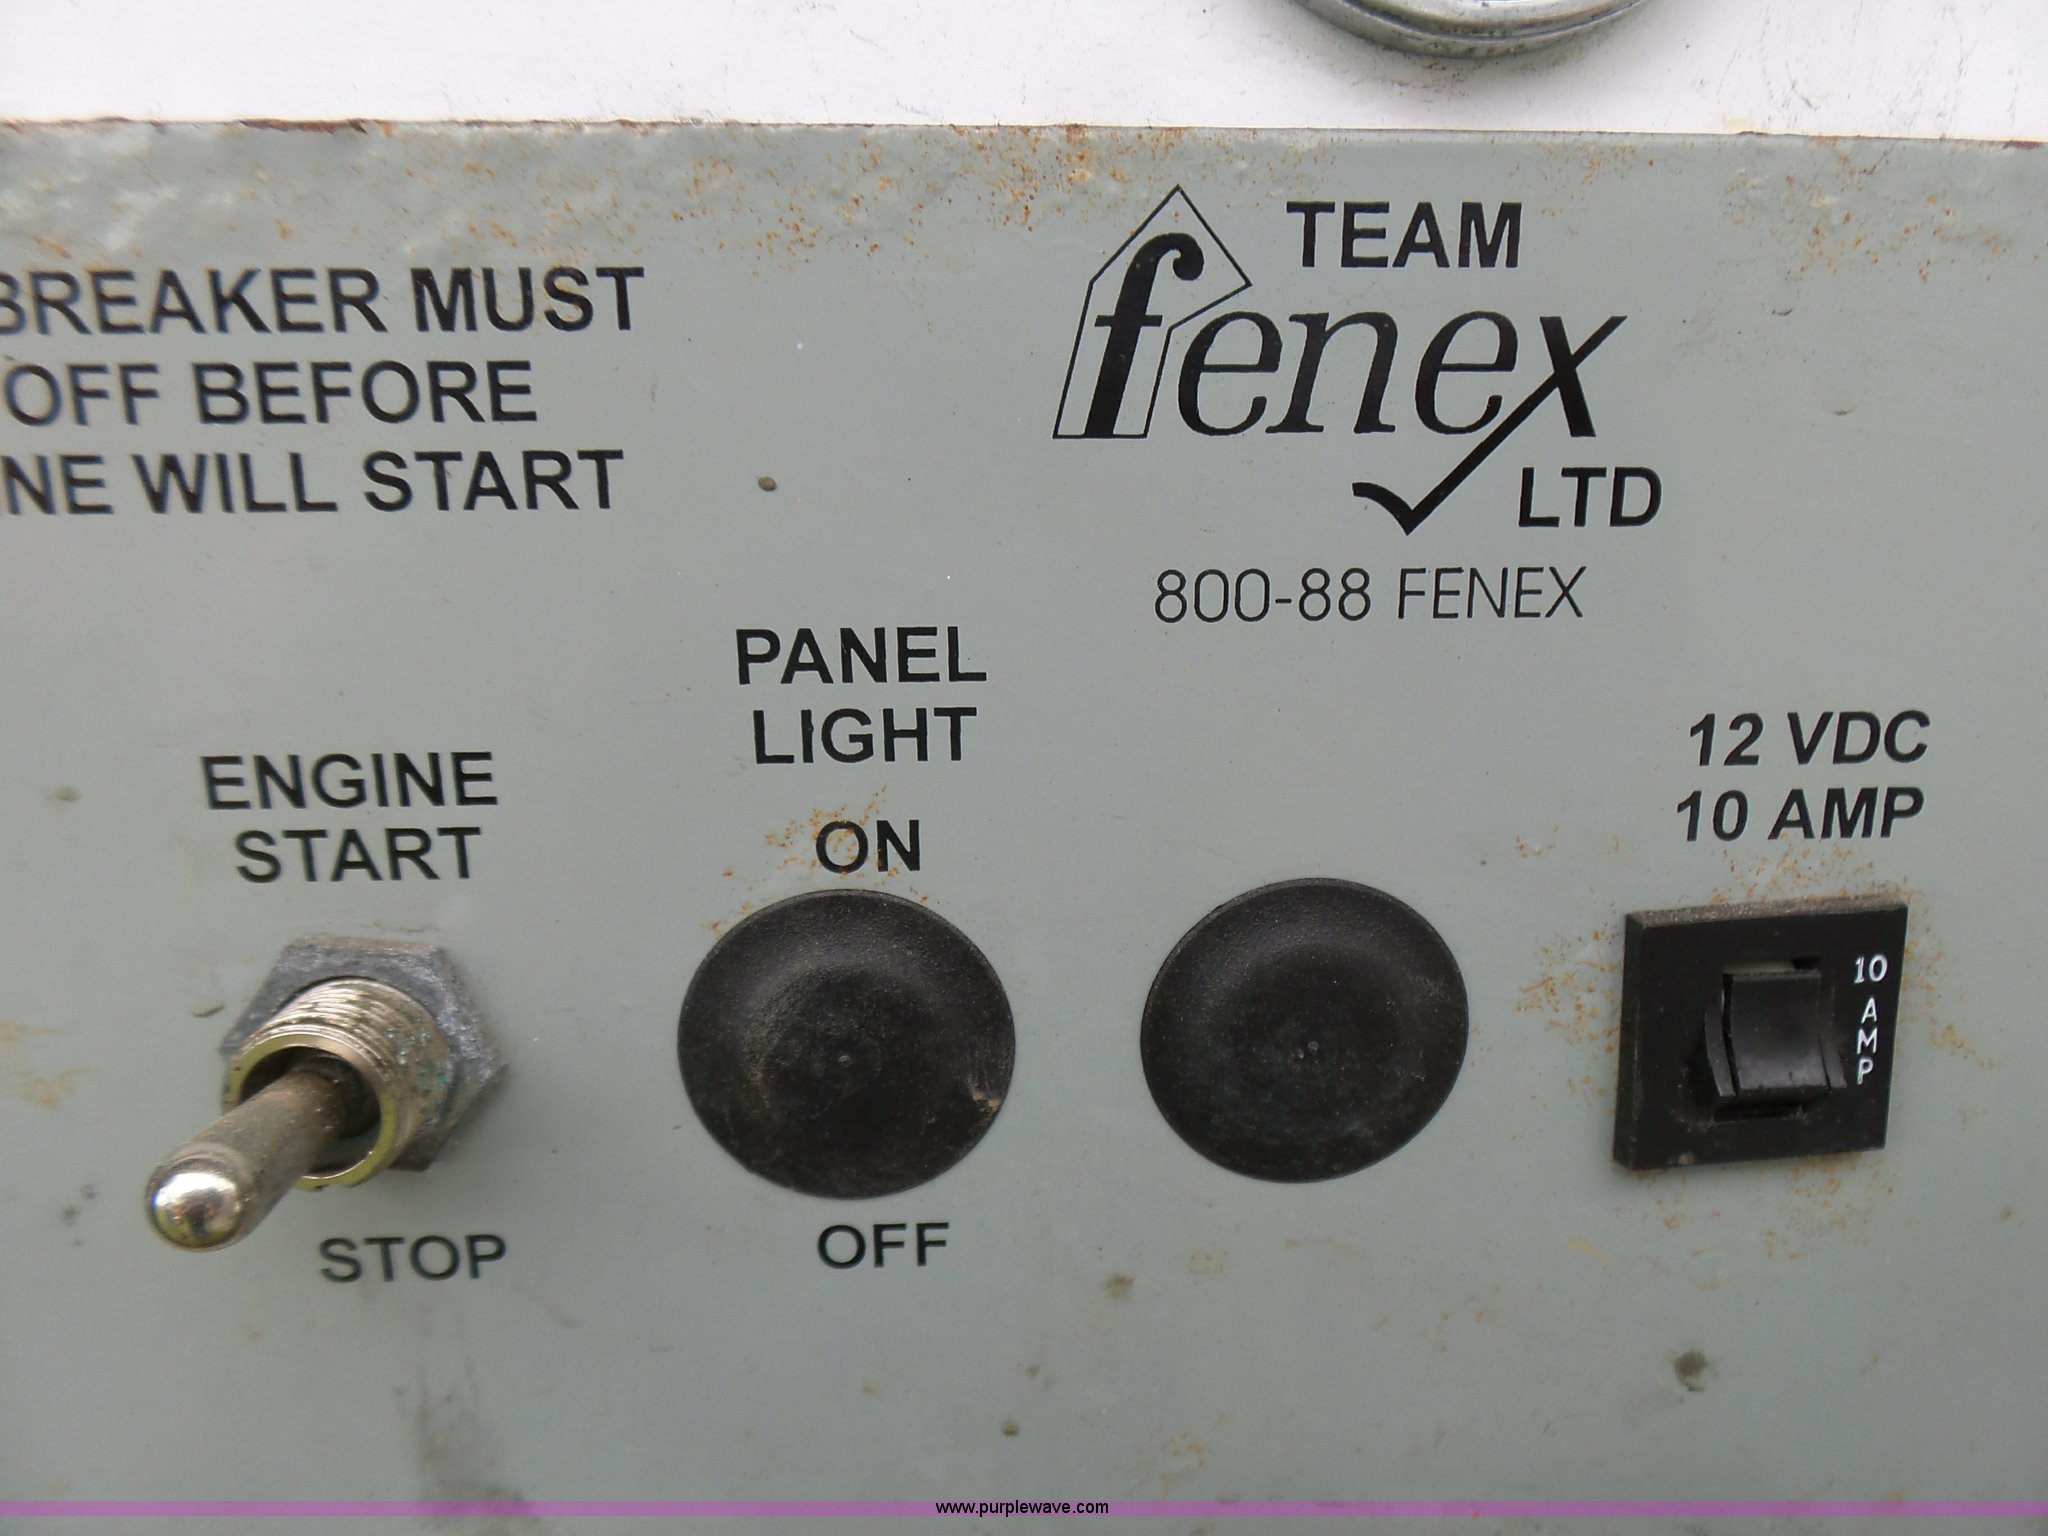 BREAKER MUST
OFF BEFORE
WILL START
TEAM
fenex
LTD
800-88 FENEX
PANEL
LIGHT
ON
OFF
ENGINE
START
STOP
12 VDC
10 AMP
10
AMP
www.purplewave.com